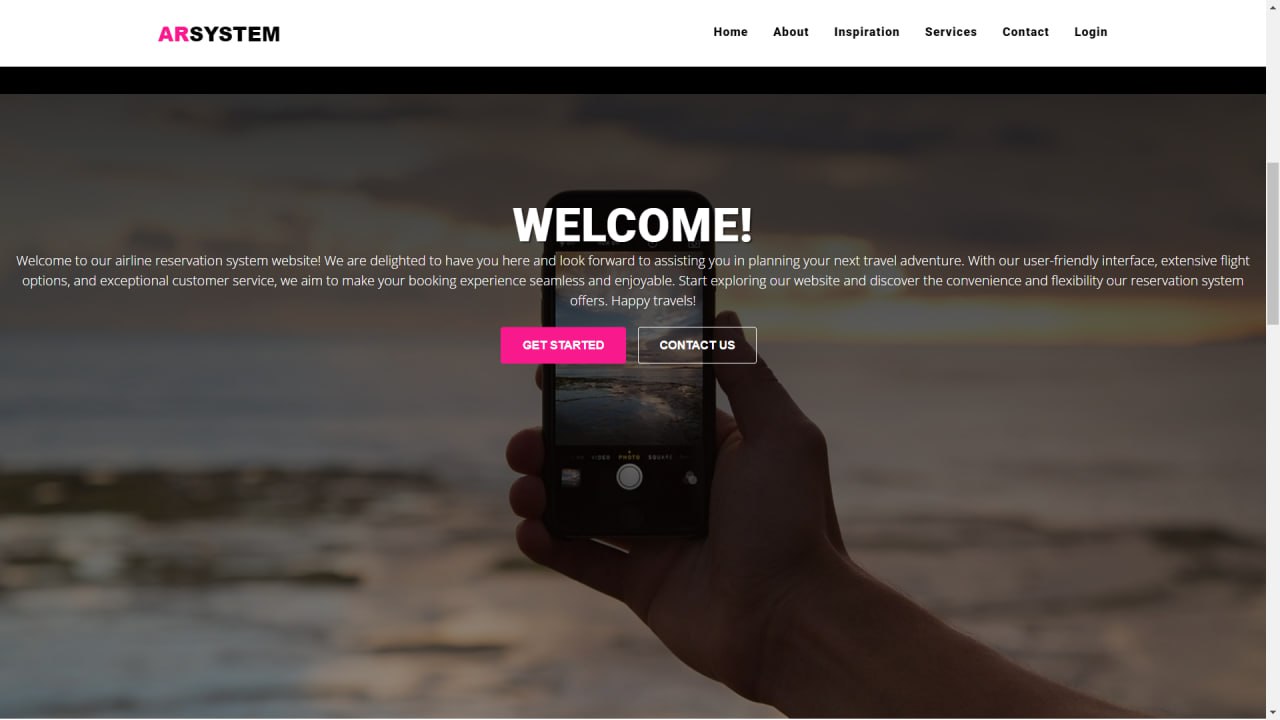 ARSYSTEM
Home About Inspiration Services Contact Login
WELCOME!
Welcome to our airline reservation system website! We are delighted to have you here and look forward to assisting you in planning your next travel adventure. With our user-friendly interface, extensive flight
options, and exceptional customer service, we aim to make your booking experience seamless and enjoyable. Start exploring our website and discover the convenience and flexibility our reservation system
offers. Happy travels!
GET STARTED CONTACT US
VIDEO PHOTO SQUARE